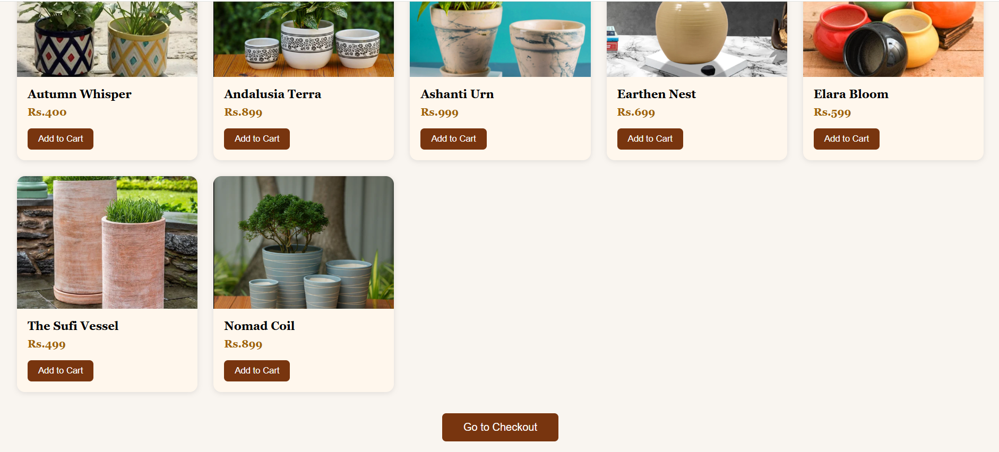 Autumn Whisper
Rs.400
Add to Cart
Andalusia Terra
Rs.899
Add to Cart
Ashanti Urn
Rs.999
Add to Cart
Earthen Nest
Rs.699
Add to Cart
Elara Bloom
Rs.599
Add to Cart
The Sufi Vessel
Rs.499
Add to Cart
Nomad Coil
Rs.899
Add to Cart
Go to Checkout